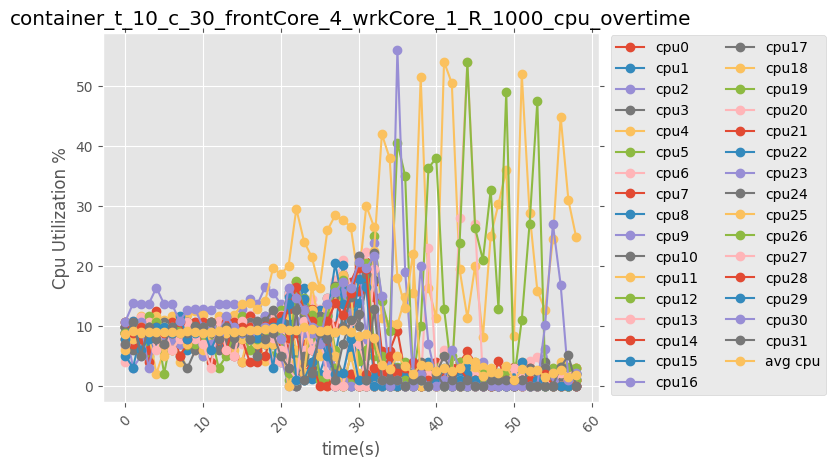 container_t_10_c_30_frontCore_4_wrkCore_1_R_1000_cpu_overtime
Cpu Utilization %
50
40
30
20
10
0
0
10
20
30
40
50
60
time(s)
cpu0
cpu1
cpu2
cpu3
cpu4
cpu5
cpu6
cpu7
cpu8
cpu9
cpu10
cpu11
cpu12
cpu13
cpu14
cpu15
cpu16
cpu17
cpu18
cpu19
cpu20
cpu21
cpu22
cpu23
cpu24
cpu25
cpu26
cpu27
cpu28
cpu29
cpu30
cpu31
avg cpu